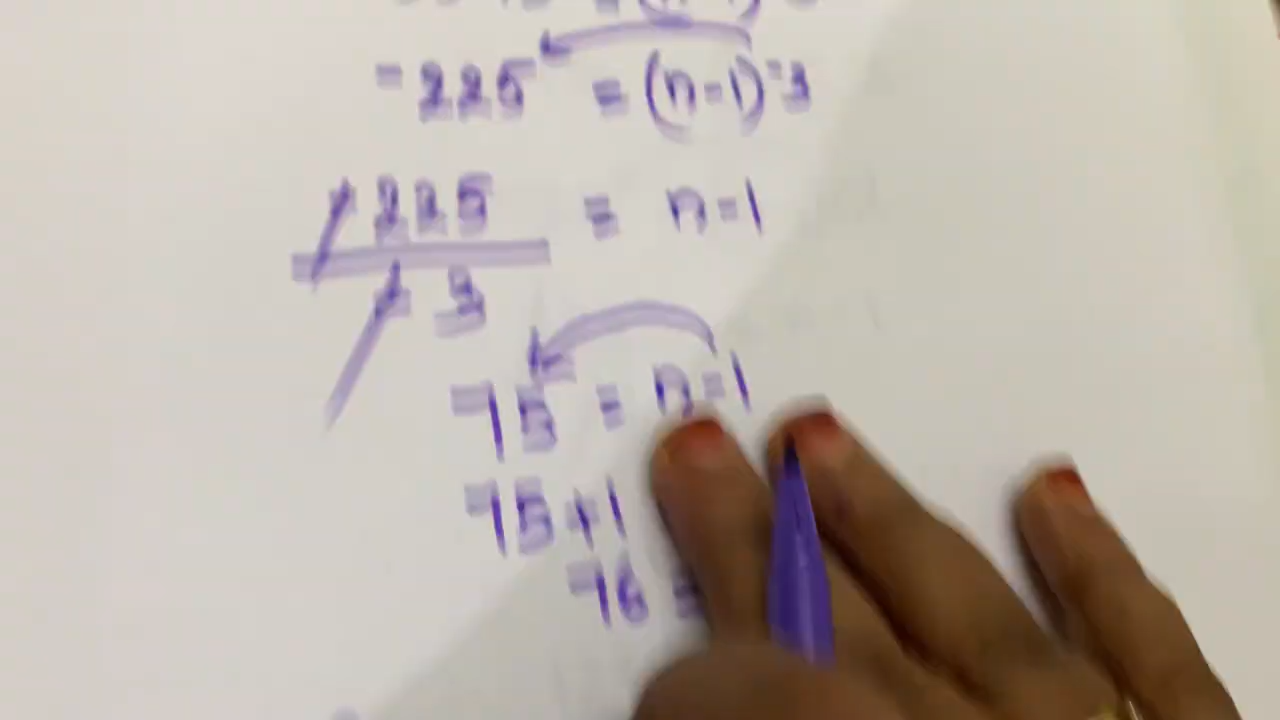 -225 = (n-1)-3
-225 = n-1
-3
75 = n-1
75+1
76 =